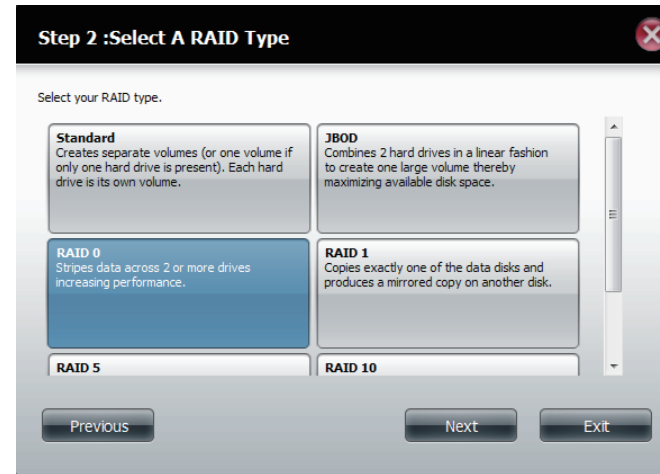 Step 2 :Select A RAID Type
Select your RAID type.
Standard
Creates separate volumes (or one volume if
only one hard drive is present). Each hard
drive is its own volume.
JBOD
Combines 2 hard drives in a linear fashion
to create one large volume thereby
maximizing available disk space.
RAID 0
Stripes data across 2 or more drives
increasing performance.
RAID 1
Copies exactly one of the data disks and
produces a mirrored copy on another disk.
RAID 5
RAID 10
Previous
Next
Exit